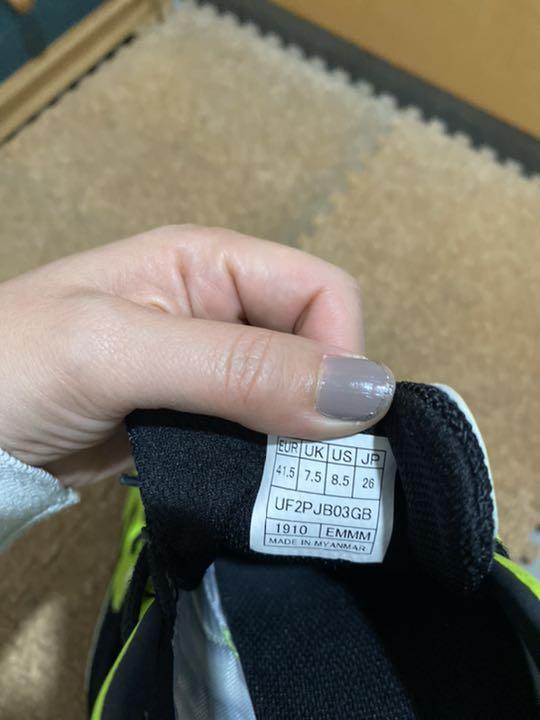 EUR UK US JP
41.5 7.5 8.5 26
UF2PJB03GB
1910 EMMM
MADE IN MYANMAR